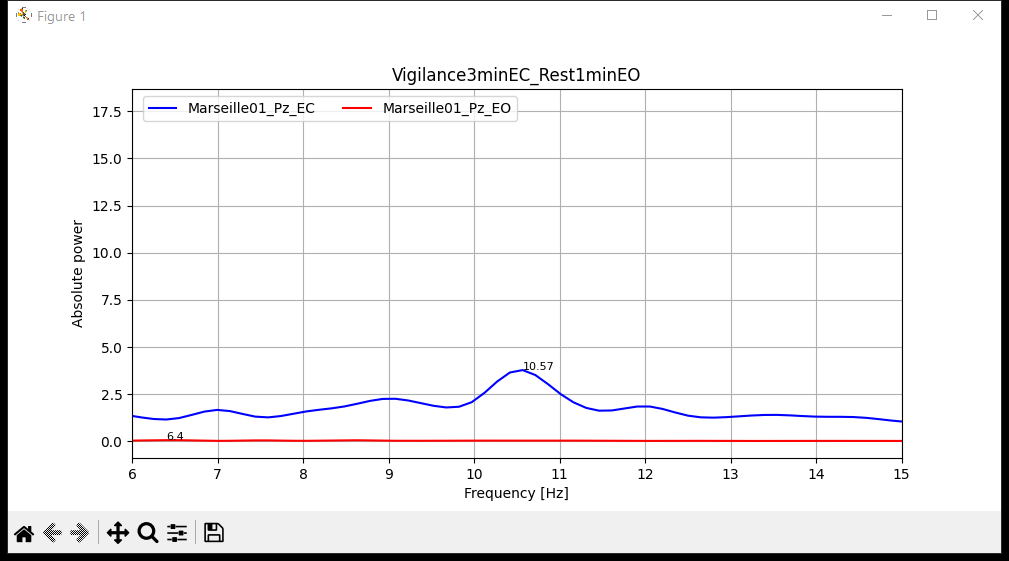 Figure 1
Vigilance3minEC_Rest1minEO
Marseille01_Pz_EC Marseille01_Pz_EO
17.5
15.0
12.5
10.0
7.5
5.0
2.5
0.0
Absolute power
10.57
6.4
6 7 8 9 10 11 12 13 14 15
Frequency [Hz]